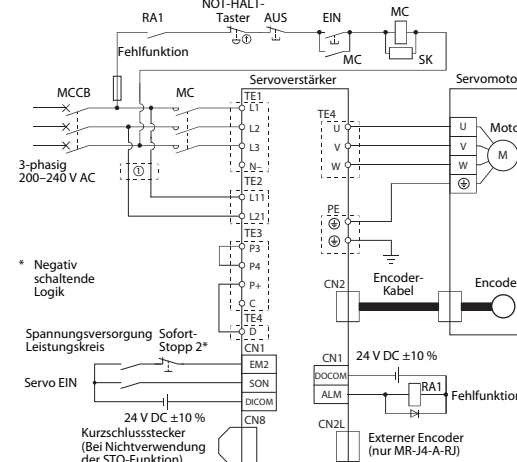 NOT-HALT-
RA1 Taster AUS EIN MC
Fehlfunktion MC SK
Servoverstärker Servomoto
MCCB MC TE1
L1
L2
L3
N–
TE4
U U Moto
V V M
W W
3-phasig
200–240 V AC
①
TE2
L11
L21
PE
TE3
P3
P4
P+
C
TE4
D
* Negativ
schaltende
Logik
CN2 Encoder-
Kabel Encode
Spannungsversorgung Sofort-
Leistungskreis Stopp 2*
CN1
EM2
Servo EIN SON
DICOM
24 V DC ±10 %
CN1 24 V DC ±10 %
DOCOM
ALM RA1 Fehlfunktion
CN8
Kurzschlussstecker
(Bei Nichtverwendung
der STO-Funktion)
CN2L
Externer Encoder
(nur MR-J4-A-RJ)